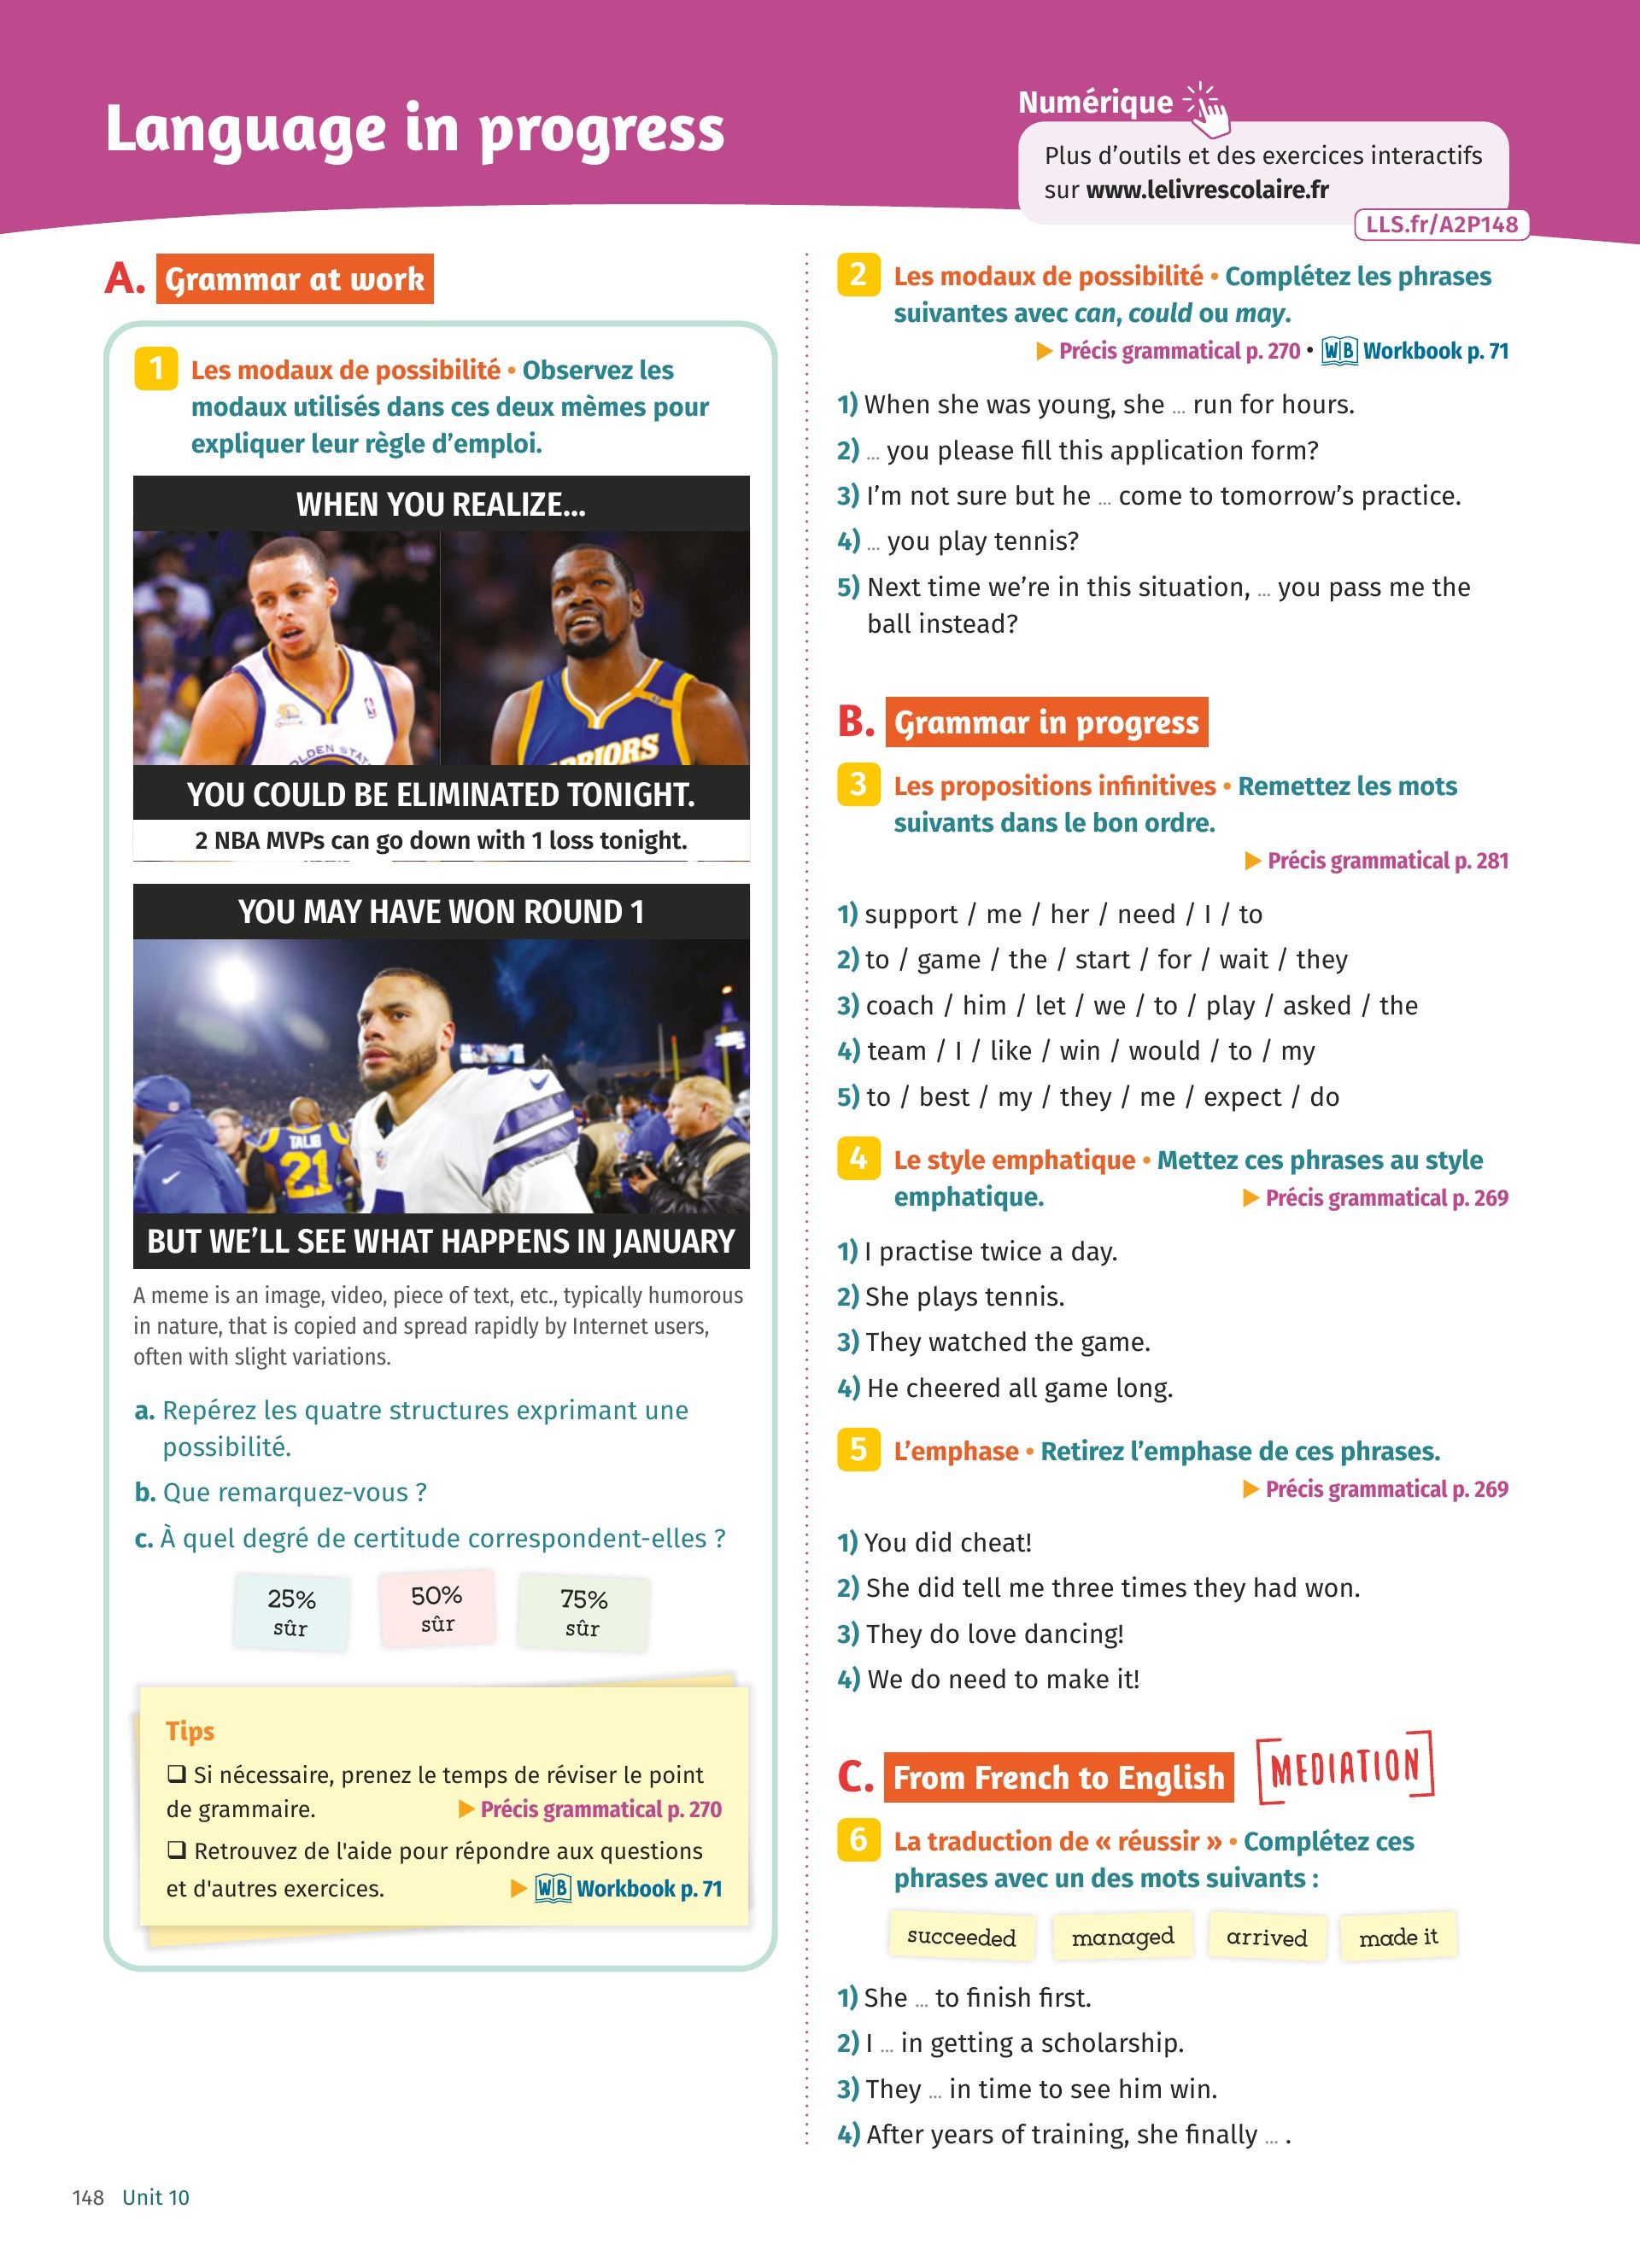 Language in progress
Numérique
Plus d'outils et des exercices interactifs
sur www.lelivrescolaire.fr
LLS.fr/A2P148
A. Grammar at work
1 Les modaux de possibilité • Observez les
modaux utilisés dans ces deux mèmes pour
expliquer leur règle d'emploi.
WHEN YOU REALIZE...
YOU COULD BE ELIMINATED TONIGHT.
2 NBA MVPs can go down with 1 loss tonight.
YOU MAY HAVE WON ROUND 1
TALIB
21
BUT WE'LL SEE WHAT HAPPENS IN JANUARY
A meme is an image, video, piece of text, etc., typically humorous
in nature, that is copied and spread rapidly by Internet users,
often with slight variations.
a. Repérez les quatre structures exprimant une
possibilité.
b. Que remarquez-vous ?
c. À quel degré de certitude correspondent-elles ?
25%
sûr
50%
sûr
75%
sûr
Tips
❑ Si nécessaire, prenez le temps de réviser le point
de grammaire. ▶ Précis grammatical p. 270
❑ Retrouvez de l'aide pour répondre aux questions
et d'autres exercices. ▶ WB Workbook p. 71
2 Les modaux de possibilité • Complétez les phrases
suivantes avec can, could ou may.
▶ Précis grammatical p. 270 • WB Workbook p. 71
1) When she was young, she ... run for hours.
2) ... you please fill this application form?
3) I'm not sure but he ... come to tomorrow's practice.
4) ... you play tennis?
5) Next time we're in this situation, ... you pass me the
ball instead?
B. Grammar in progress
3 Les propositions infinitives • Remettez les mots
suivants dans le bon ordre.
▶ Précis grammatical p. 281
1) support / me / her / need / I / to
2) to / game / the / start / for / wait / they
3) coach / him / let / we / to / play / asked / the
4) team / I / like / win / would / to / my
5) to / best / my / they / me / expect / do
4 Le style emphatique • Mettez ces phrases au style
emphatique. ▶ Précis grammatical p. 269
1) I practise twice a day.
2) She plays tennis.
3) They watched the game.
4) He cheered all game long.
5 L'emphase • Retirez l'emphase de ces phrases.
▶ Précis grammatical p. 269
1) You did cheat!
2) She did tell me three times they had won.
3) They do love dancing!
4) We do need to make it!
C. From French to English [MEDIATION]
6 La traduction de « réussir » • Complétez ces
phrases avec un des mots suivants :
succeeded managed arrived made it
1) She ... to finish first.
2) I ... in getting a scholarship.
3) They ... in time to see him win.
4) After years of training, she finally ... .
148 Unit 10